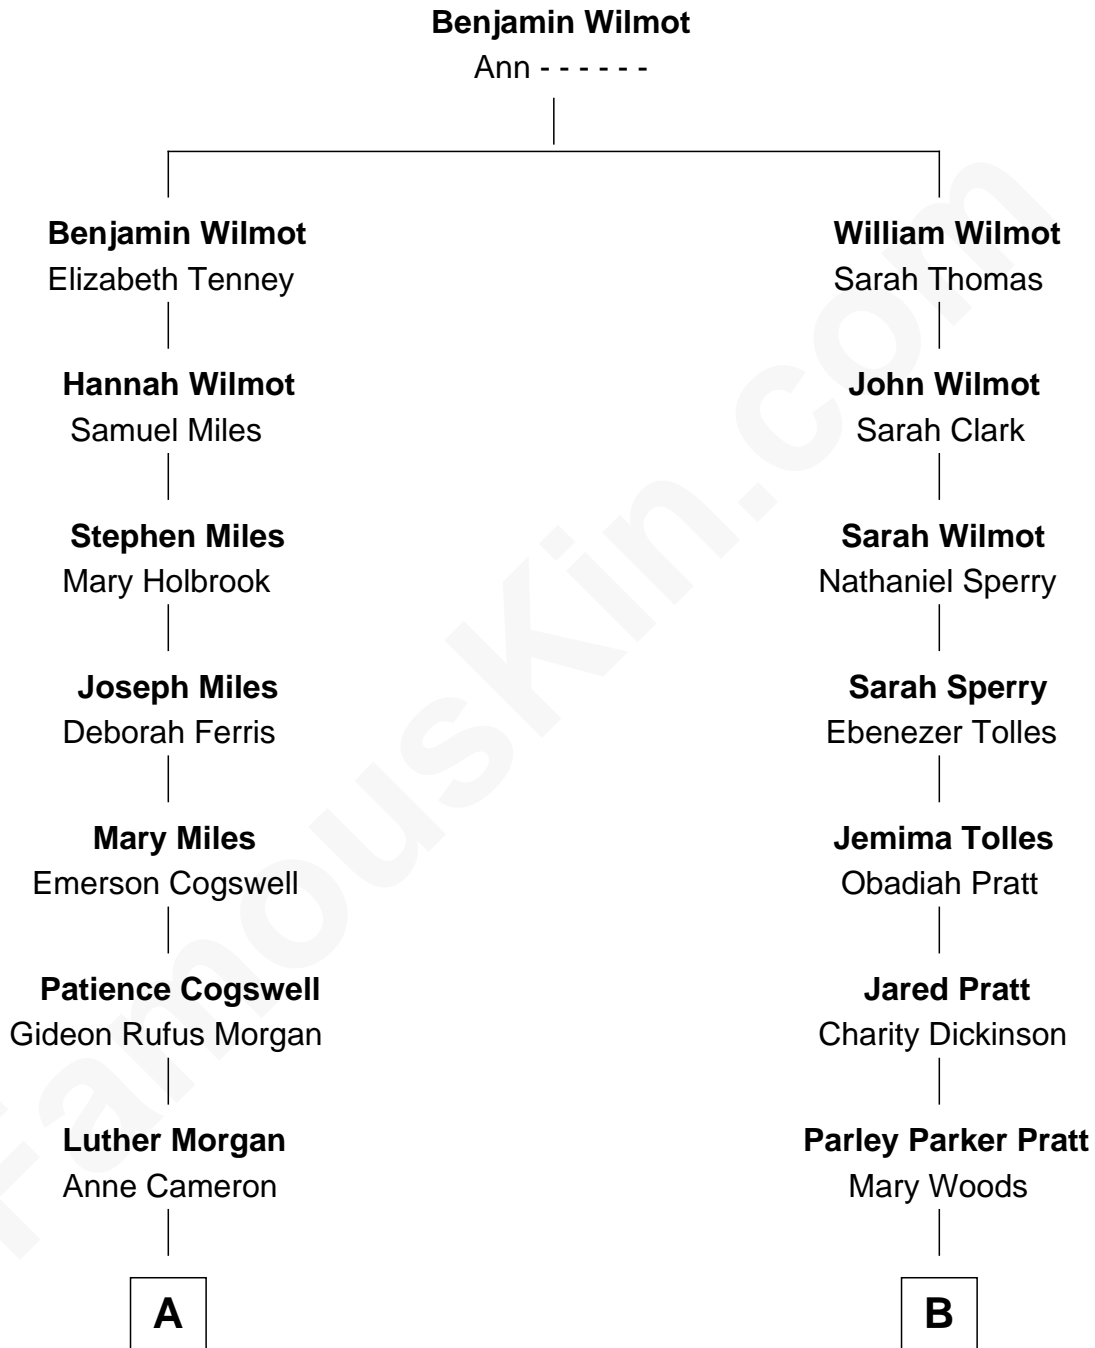 Benjamin Wilmot
Ann - - - - - -
Benjamin Wilmot
Elizabeth Tenney
William Wilmot
Sarah Thomas
Hannah Wilmot
Samuel Miles
John Wilmot
Sarah Clark
Stephen Miles
Mary Holbrook
Sarah Wilmot
Nathaniel Sperry
Joseph Miles
Deborah Ferris
Sarah Sperry
Ebenezer Tolles
Mary Miles
Emerson Cogswell
Jemima Tolles
Obadiah Pratt
Patience Cogswell
Gideon Rufus Morgan
Jared Pratt
Charity Dickinson
Luther Morgan
Anne Cameron
Parley Parker Pratt
Mary Woods
A
B
FamousKin.com